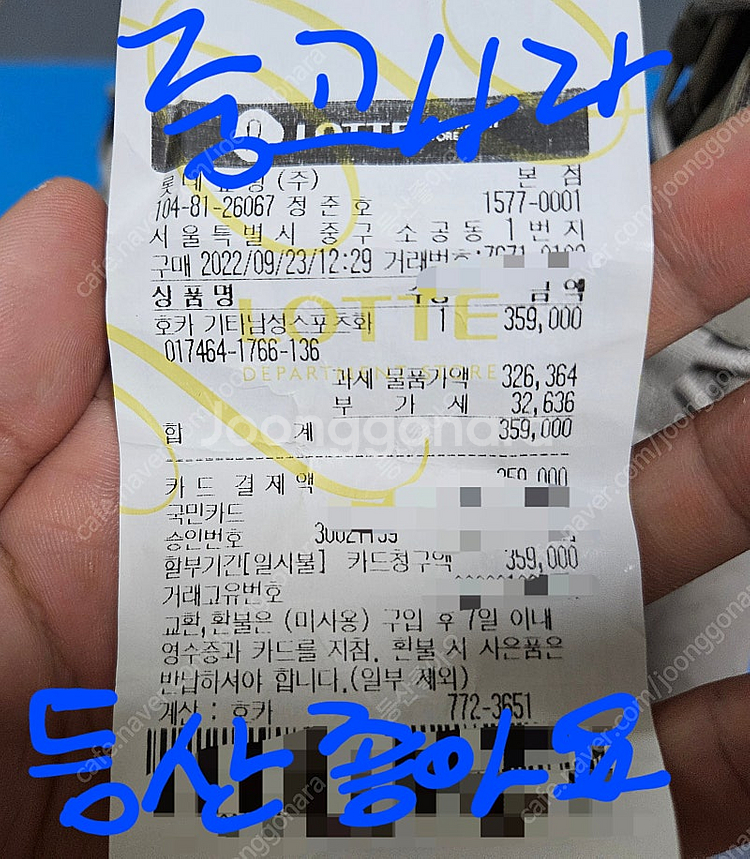 중고나라
LOTTE
롯데쇼핑(주) 본 점
104-81-26067 정 준 호 1577-0001
서울특별시 중구 소공동 1번지
구매 2022/09/23/12:29 거래번호:
상품명 수량 금 액
호카 기타남성스포츠화 1 359,000
017464-1766-136
LOTTE
DEPARTMENT STORE
과세 물품가액 326,364
부 가 세 32,636
합 계 359,000
Joonggonara
카 드 결 제 액 359,000
국민카드
승인번호
할부기간[일시불] 카드청구액 359,000
거래고유번호
교환,환불은 (미사용) 구입 후 7일 이내
영수증과 카드를 지참. 환불 시 사은품은
반납하셔야 합니다.(일부 제외)
계산 : 호카 772-3651
등산 좋아요